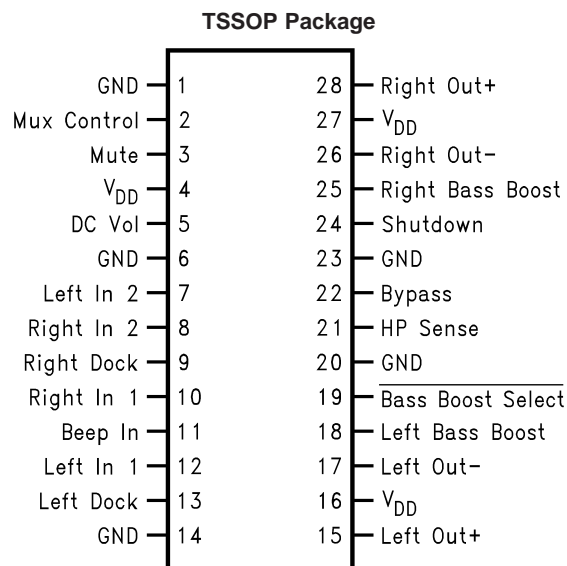 TSSOP Package
GND 1 28 Right Out+
Mux Control 2 27 VDD
Mute 3 26 Right Out-
VDD 4 25 Right Bass Boost
DC Vol 5 24 Shutdown
GND 6 23 GND
Left In 2 7 22 Bypass
Right In 2 8 21 HP Sense
Right Dock 9 20 GND
Right In 1 10 19 Bass Boost Select
Beep In 11 18 Left Bass Boost
Left In 1 12 17 Left Out-
Left Dock 13 16 VDD
GND 14 15 Left Out+